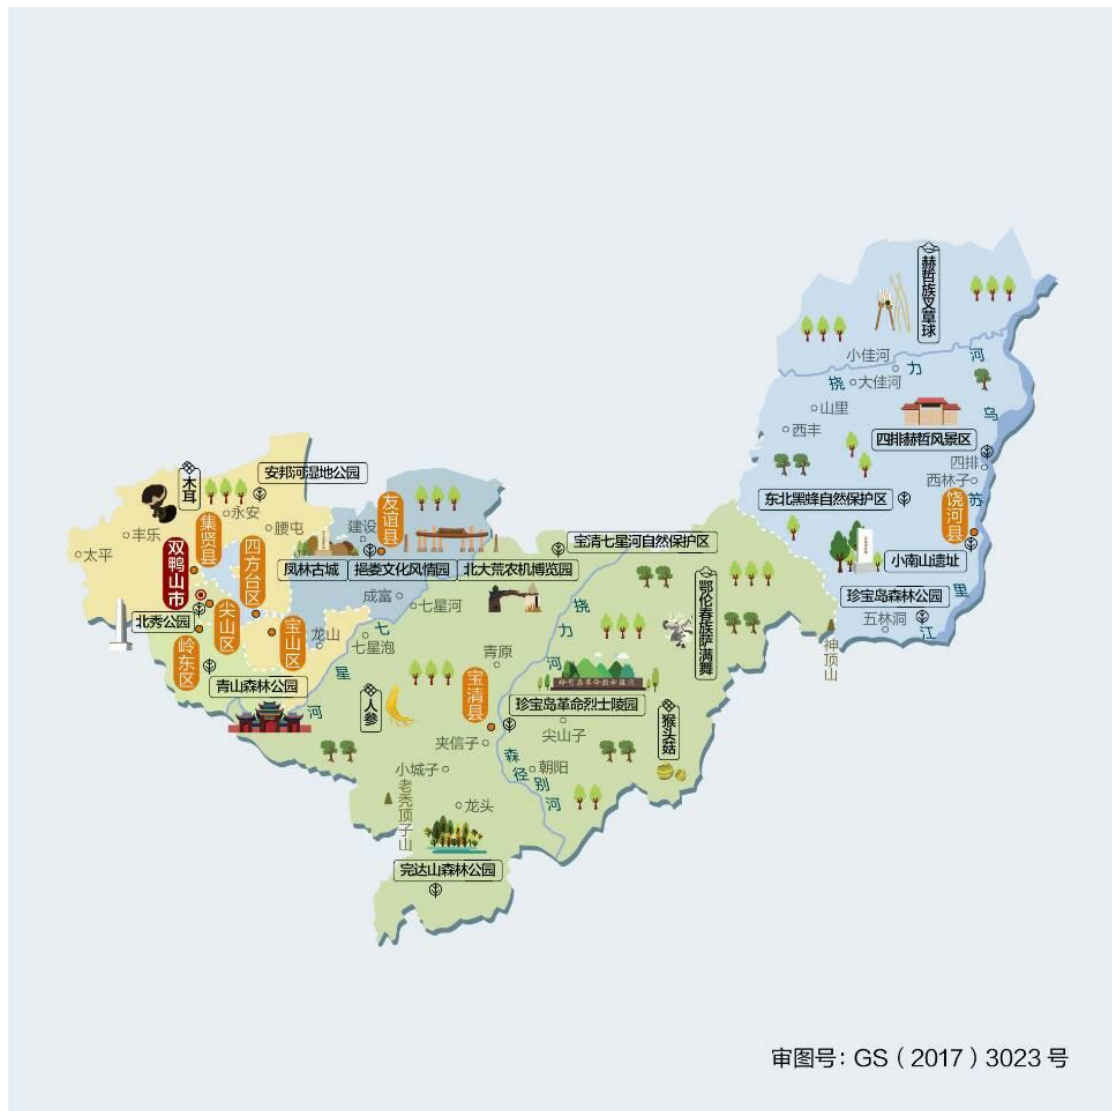 赫哲族叉草球
小佳河
挠
力
河
大佳河
山里
乌
西丰
四排赫哲风景区
四排
西林子
苏
东北黑蜂自然保护区
饶河县
小南山遗址
珍宝岛森林公园
里
五林洞
江
神顶山
安邦河湿地公园
木耳
永安
集贤县
腰屯
丰乐
太平
双鸭山市
四方台区
友谊县
建设
凤林古城
挹娄文化风情园
北大荒农机博览园
宝清七星河自然保护区
成富
七星河
北秀公园
尖山区
宝山区
岭东区
龙山
七星泡
七
星
河
青山森林公园
人参
青原
宝清县
挠
力
河
鄂伦春族萨满舞
珍宝岛革命烈士陵园
猴头菇
尖山子
夹信子
小城子
朝阳
森
径
别
河
老秃顶子山
龙头
完达山森林公园
审图号：GS（2017）3023号